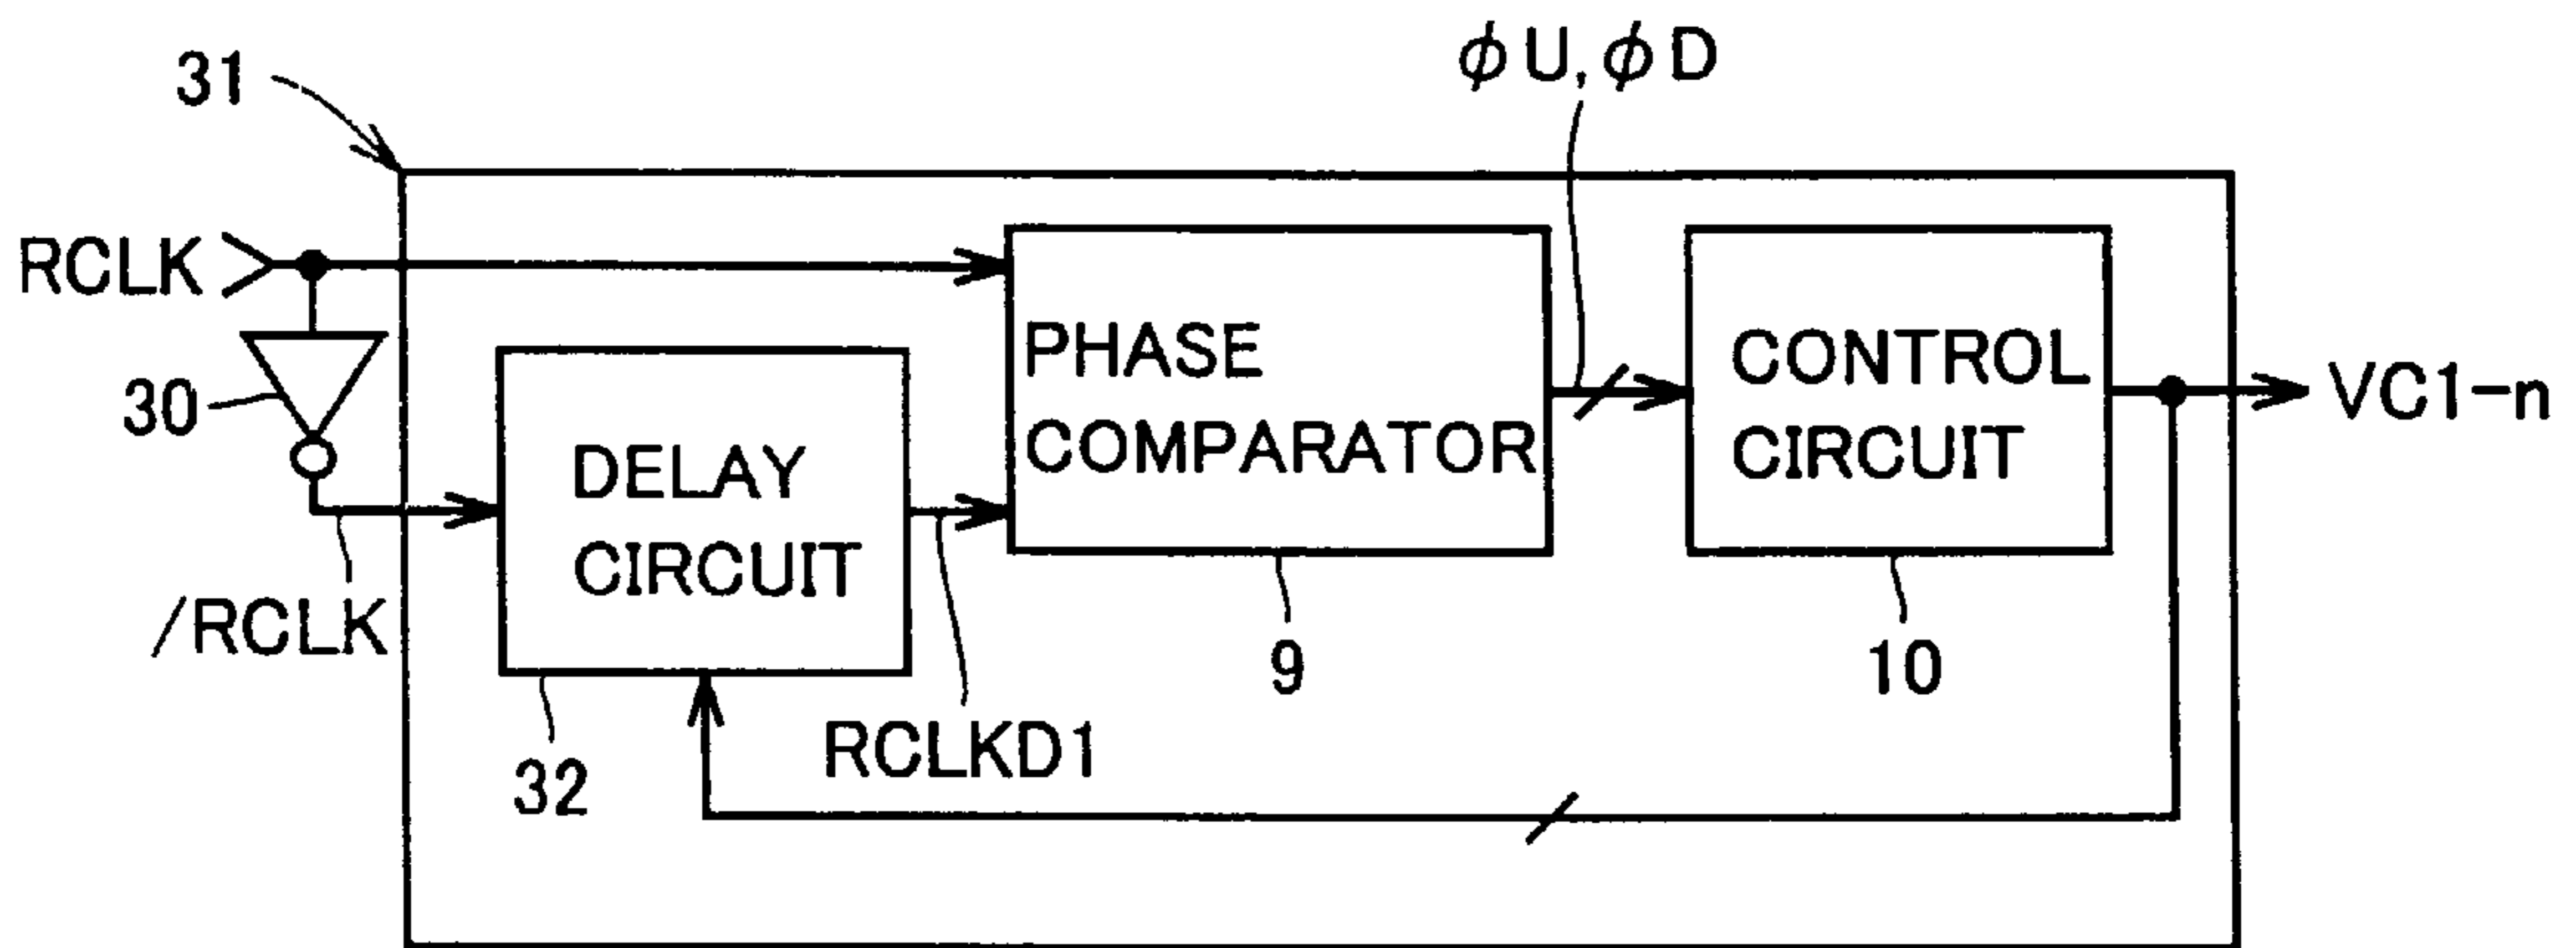 31
φU,φD
RCLK
PHASE
COMPARATOR
CONTROL
CIRCUIT
VC1-n
30
DELAY
CIRCUIT
/RCLK
9
10
RCLKD1
32